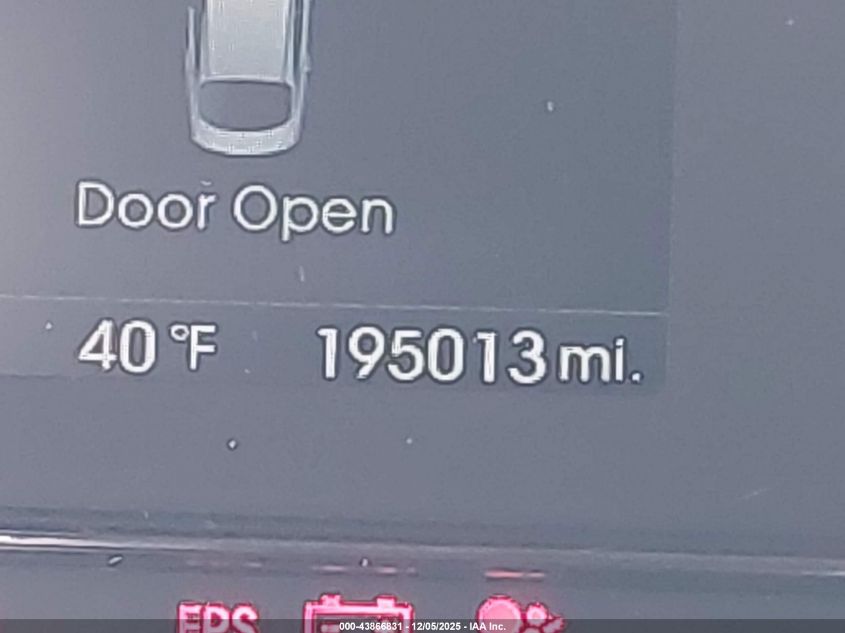 Door Open
40 °F 195013 mi.
EPS
000-43866831 - 12/05/2025 - IAA Inc.